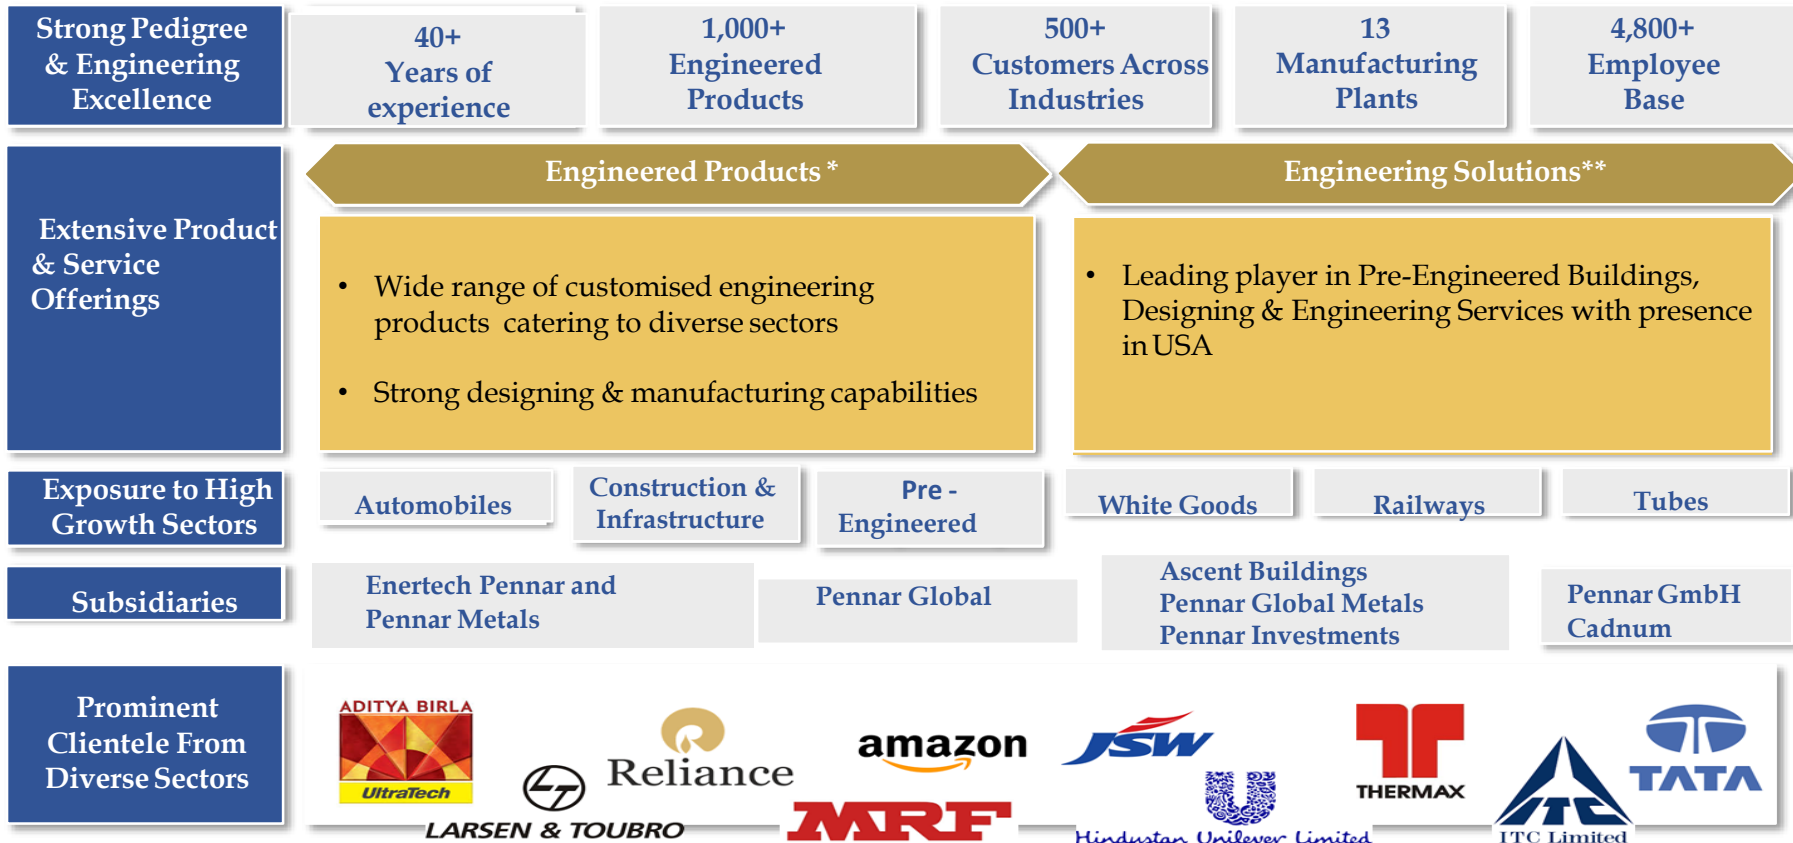 Strong Pedigree
& Engineering
Excellence
40+
Years of
experience
1,000+
Engineered
Products
500+
Customers Across
Industries
13
Manufacturing
Plants
4,800+
Employee
Base
Extensive Product
& Service
Offerings
Engineered Products *
Engineering Solutions**
• Wide range of customised engineering
products catering to diverse sectors
• Strong designing & manufacturing capabilities
• Leading player in Pre-Engineered Buildings,
Designing & Engineering Services with presence
in USA
Exposure to High
Growth Sectors
Automobiles
Construction &
Infrastructure
Pre -
Engineered
White Goods
Railways
Tubes
Subsidiaries
Enertech Pennar and
Pennar Metals
Pennar Global
Ascent Buildings
Pennar Global Metals
Pennar Investments
Pennar GmbH
Cadnum
Prominent
Clientele From
Diverse Sectors
ADITYA BIRLA
UltraTech
LT
LARSEN & TOUBRO
Reliance
amazon
MRF
JSW
Hindustan Unilever Limited
THERMAX
ITC
ITC Limited
TATA